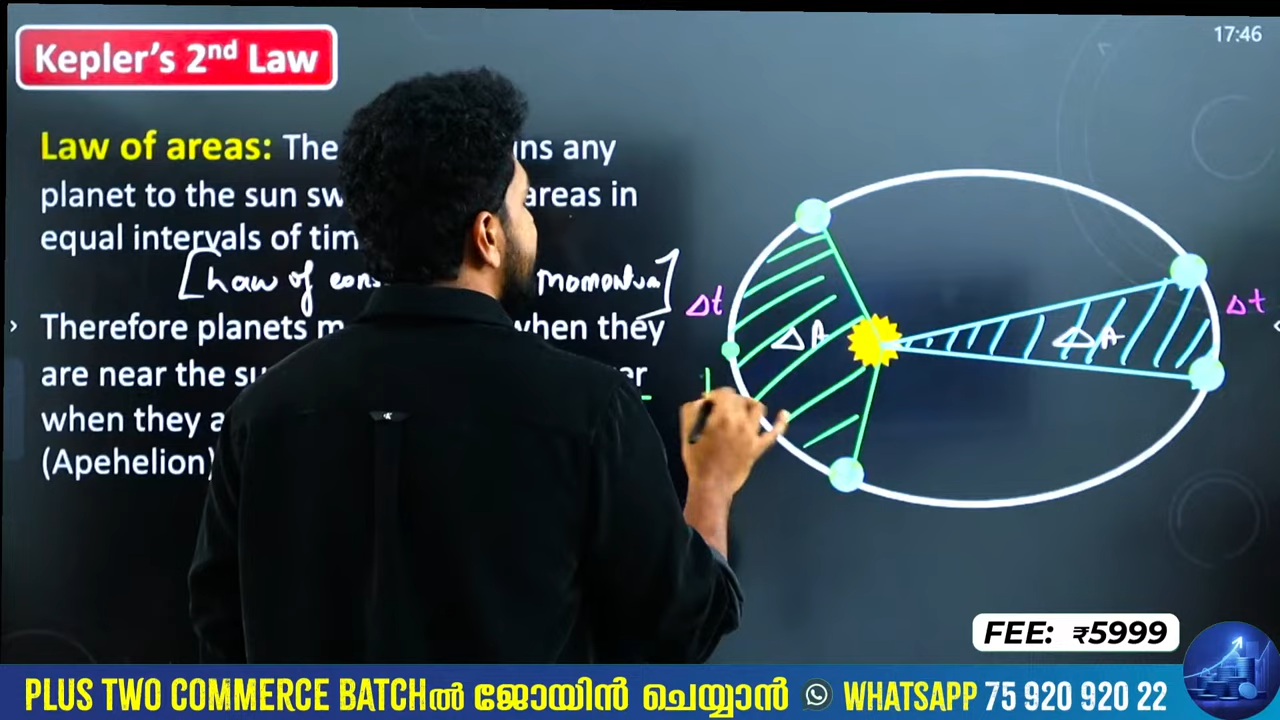 Kepler's 2nd Law
17:46
Law of areas: The ins any
planet to the sun sw areas in
equal intervals of tim
[Law of cons momentum]
Therefore planets m when they
are near the su er
when they a
(Apehelion)
Δt
ΔA
ΔA
Δt
FEE: ₹5999
PLUS TWO COMMERCE BATCHൽ ജോയിൻ ചെയ്യാൻ WHATSAPP 75 920 920 22